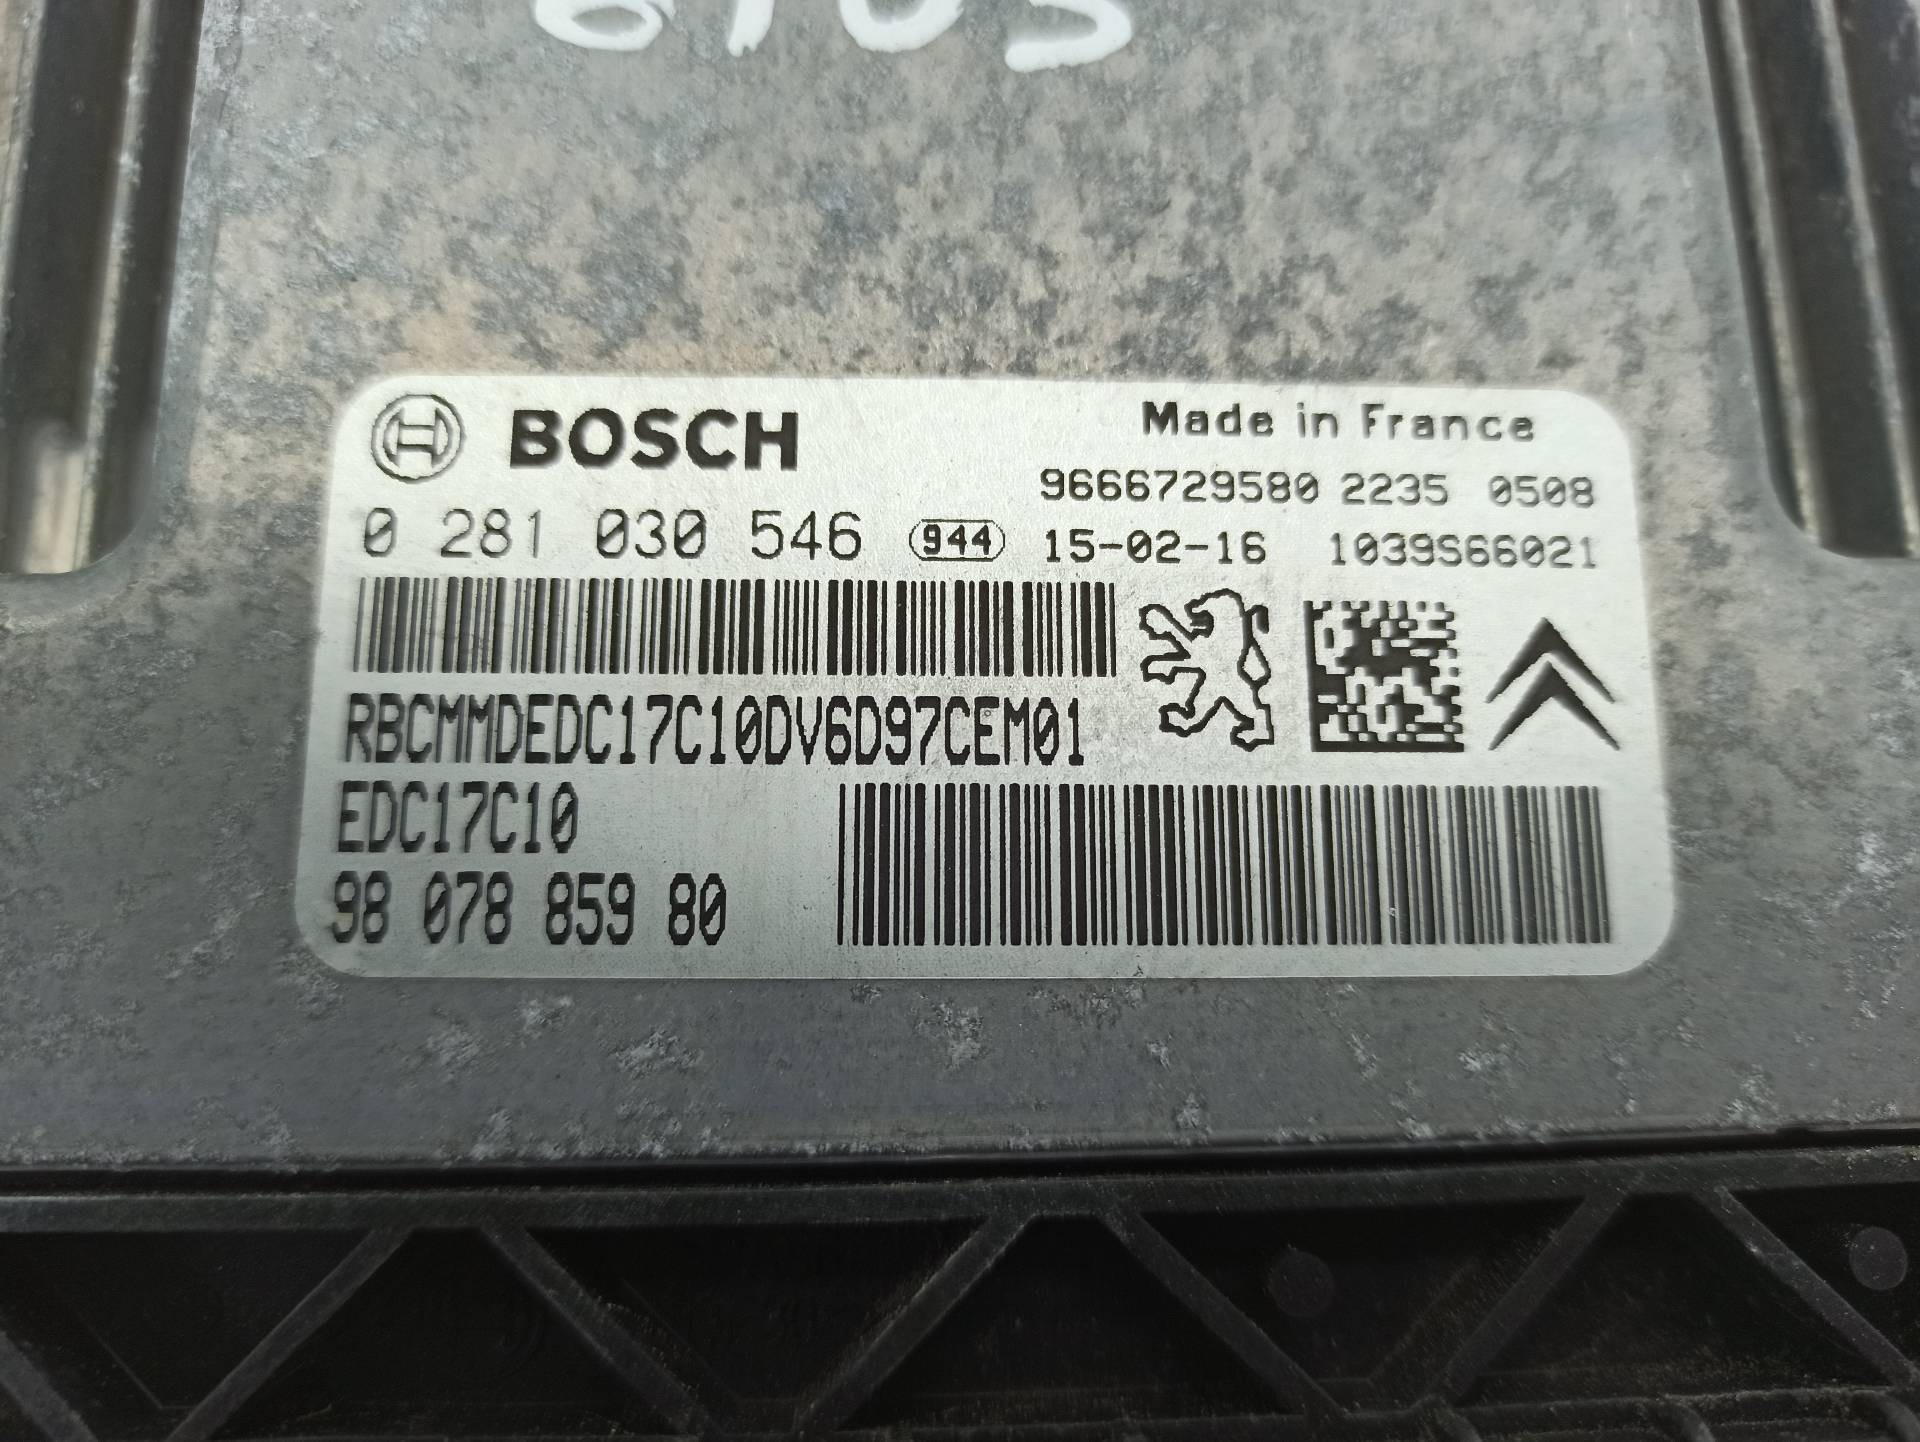 BOSCH
Made in France
9666729580 2235 0508
0 281 030 546 944 15-02-16 1039S66021
RBCMMDEDC17C10DV6D97CEM01
EDC17C10
98 078 859 80